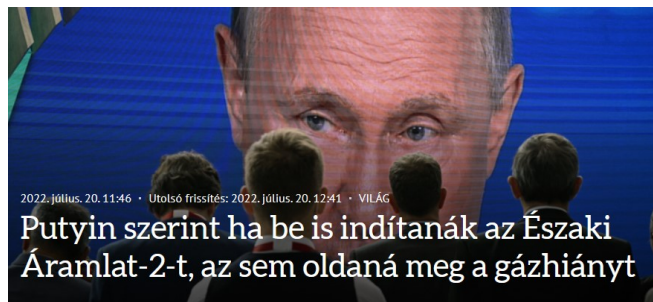 2022. július. 20. 11:46 • Utolsó frissítés: 2022. július. 20. 12:41 • VILÁG
Putyin szerint ha be is indítanák az Északi
Áramlat-2-t, az sem oldaná meg a gázhiányt